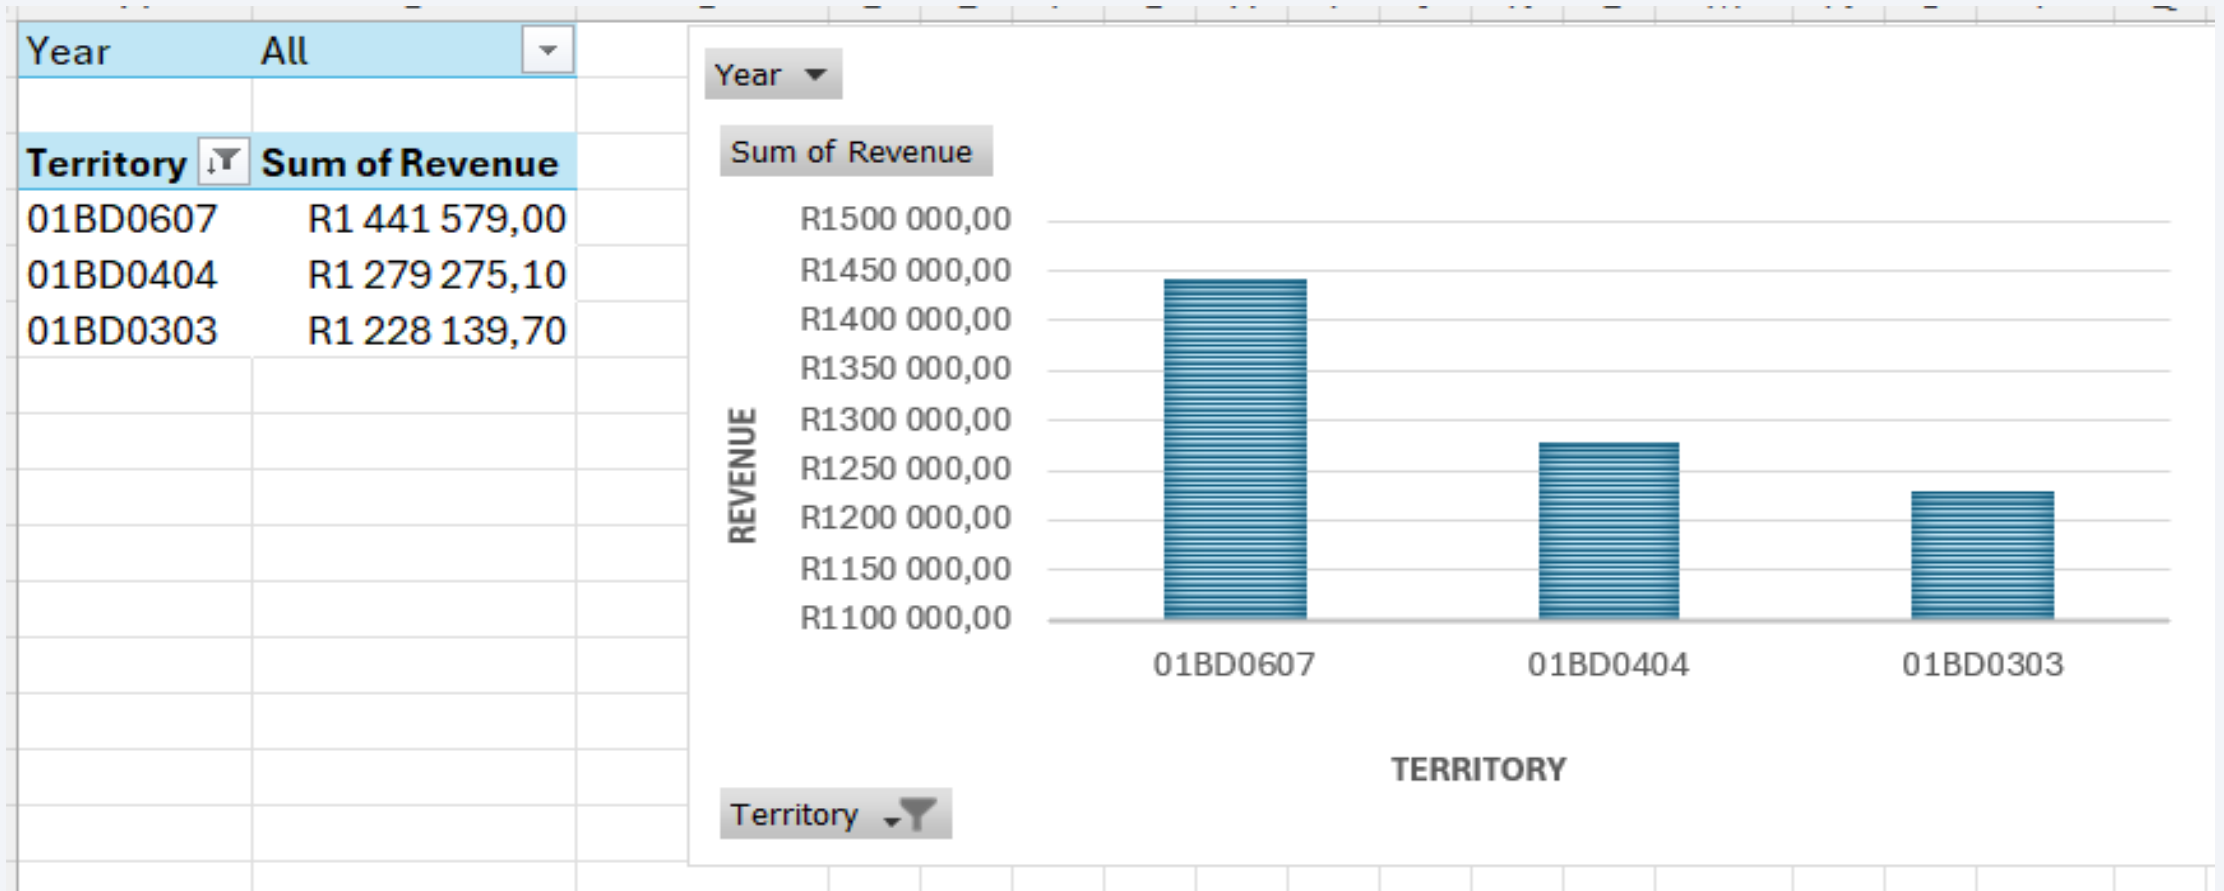 Year All
Territory Sum of Revenue
01BD0607 R1 441 579,00
01BD0404 R1 279 275,10
01BD0303 R1 228 139,70
Year
Sum of Revenue
R1500 000,00
R1450 000,00
R1400 000,00
R1350 000,00
R1300 000,00
R1250 000,00
R1200 000,00
R1150 000,00
R1100 000,00
REVENUE
01BD0607 01BD0404 01BD0303
TERRITORY
Territory